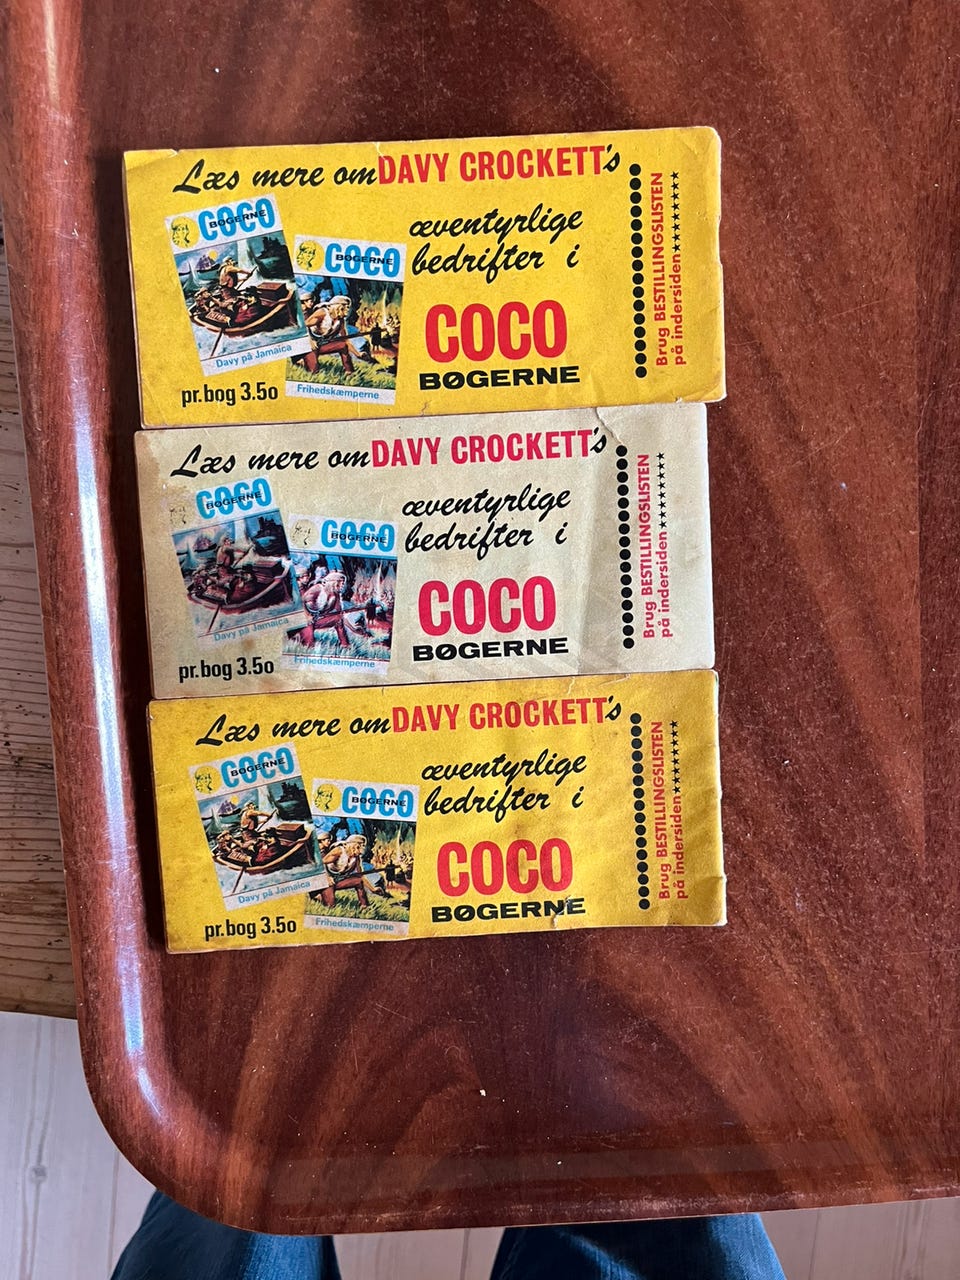 Læs mere om DAVY CROCKETT's
æventyrlige
bedrifter i
COCO
BØGERNE
COCO
BØGERNE
Davy på Jamaica
COCO
BØGERNE
Frihedskæmperne
pr. bog 3.50
Brug BESTILLINGSLISTEN
på indersiden★★★★★★★★★
Læs mere om DAVY CROCKETT's
æventyrlige
bedrifter i
COCO
BØGERNE
COCO
BØGERNE
Davy på Jamaica
COCO
BØGERNE
Frihedskæmperne
pr. bog 3.50
Brug BESTILLINGSLISTEN
på indersiden★★★★★★★★★
Læs mere om DAVY CROCKETT's
æventyrlige
bedrifter i
COCO
BØGERNE
COCO
BØGERNE
Davy på Jamaica
COCO
BØGERNE
Frihedskæmperne
pr. bog 3.50
Brug BESTILLINGSLISTEN
på indersiden★★★★★★★★★